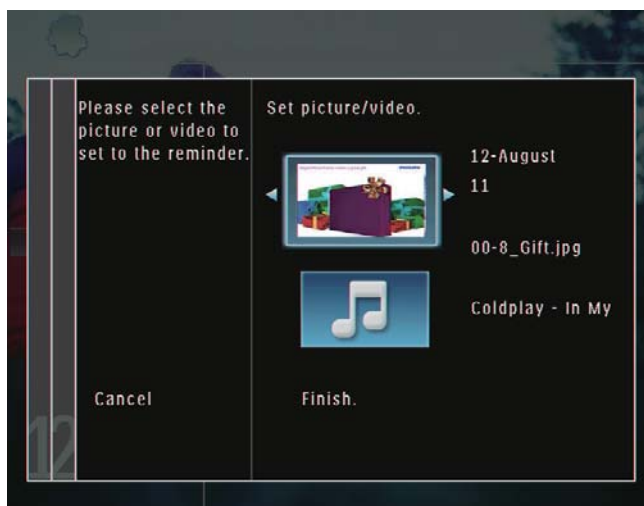 Please select the
picture or video to
set to the reminder.
Set picture/video.
12-August
11
00-8_Gift.jpg
Coldplay - In My
Cancel
Finish.
12